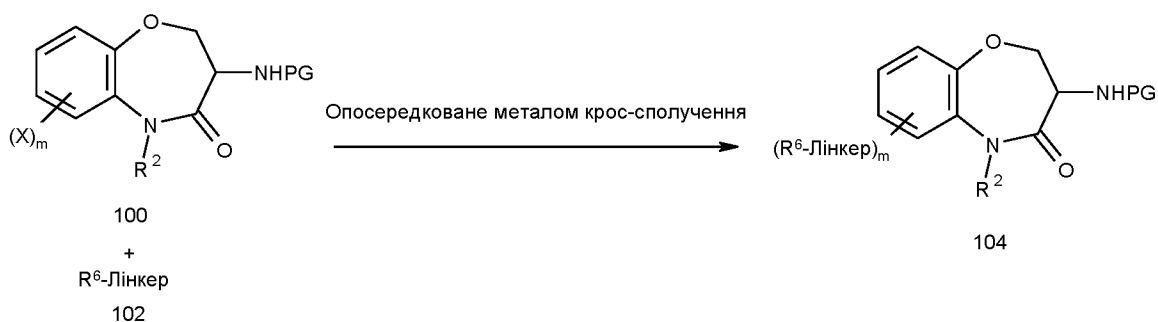 O
NHPG
(X)m
N
O
R²
100
+
R⁶-Лінкер
102
Опосередковане металом крос-сполучення
O
NHPG
(R⁶-Лінкер)m
N
O
R²
104